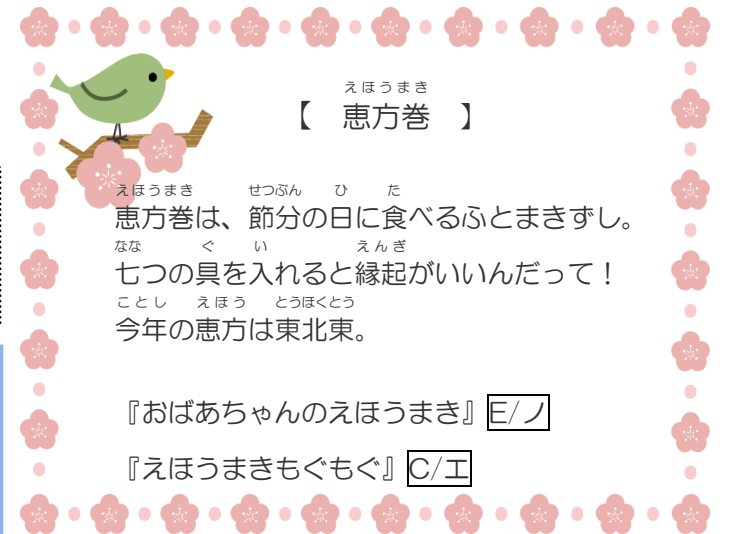 えほうまき
【 恵方巻 】
えほうまき せつぶん ひ た
恵方巻は、節分の日に食べるふとまきずし。
なな ぐ い えんぎ
七つの具を入れると縁起がいいんだって！
ことし えほう とうほくとう
今年の恵方は東北東。
『おばあちゃんのえほうまき』E/ノ
『えほうまきもぐもぐ』C/エ